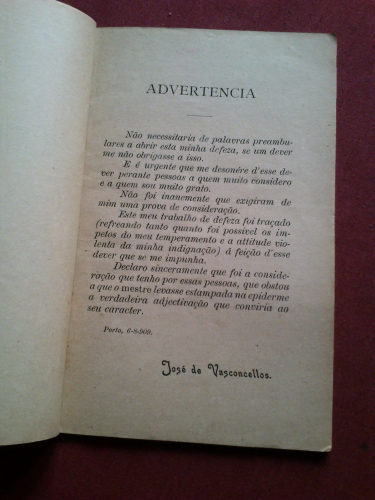 ADVERTENCIA
Não necessitaria de palavras preambu-
lares a abrir esta minha defeza, se um dever
me não obrigasse a isso.
E é urgente que me desonére d'esse de-
ver perante pessoas a quem muito considero
e a quem sou muito grato.
Não foi inanemente que exigiram de
mim uma prova de consideração.
Este meu trabalho de defeza foi traçado
(refreando tanto quanto foi possivel os im-
petos do meu temperamento e a attitude vio-
lenta da minha indignação) á feição d'esse
dever que se me impunha.
Declaro sinceramente que foi a conside-
ração que tenho por essas pessoas, que obstou
a que o mestre levasse estampada na epiderme
a verdadeira adjectivação que conviria ao
seu caracter.
Porto, 6-8-909.
José de Vasconcellos.